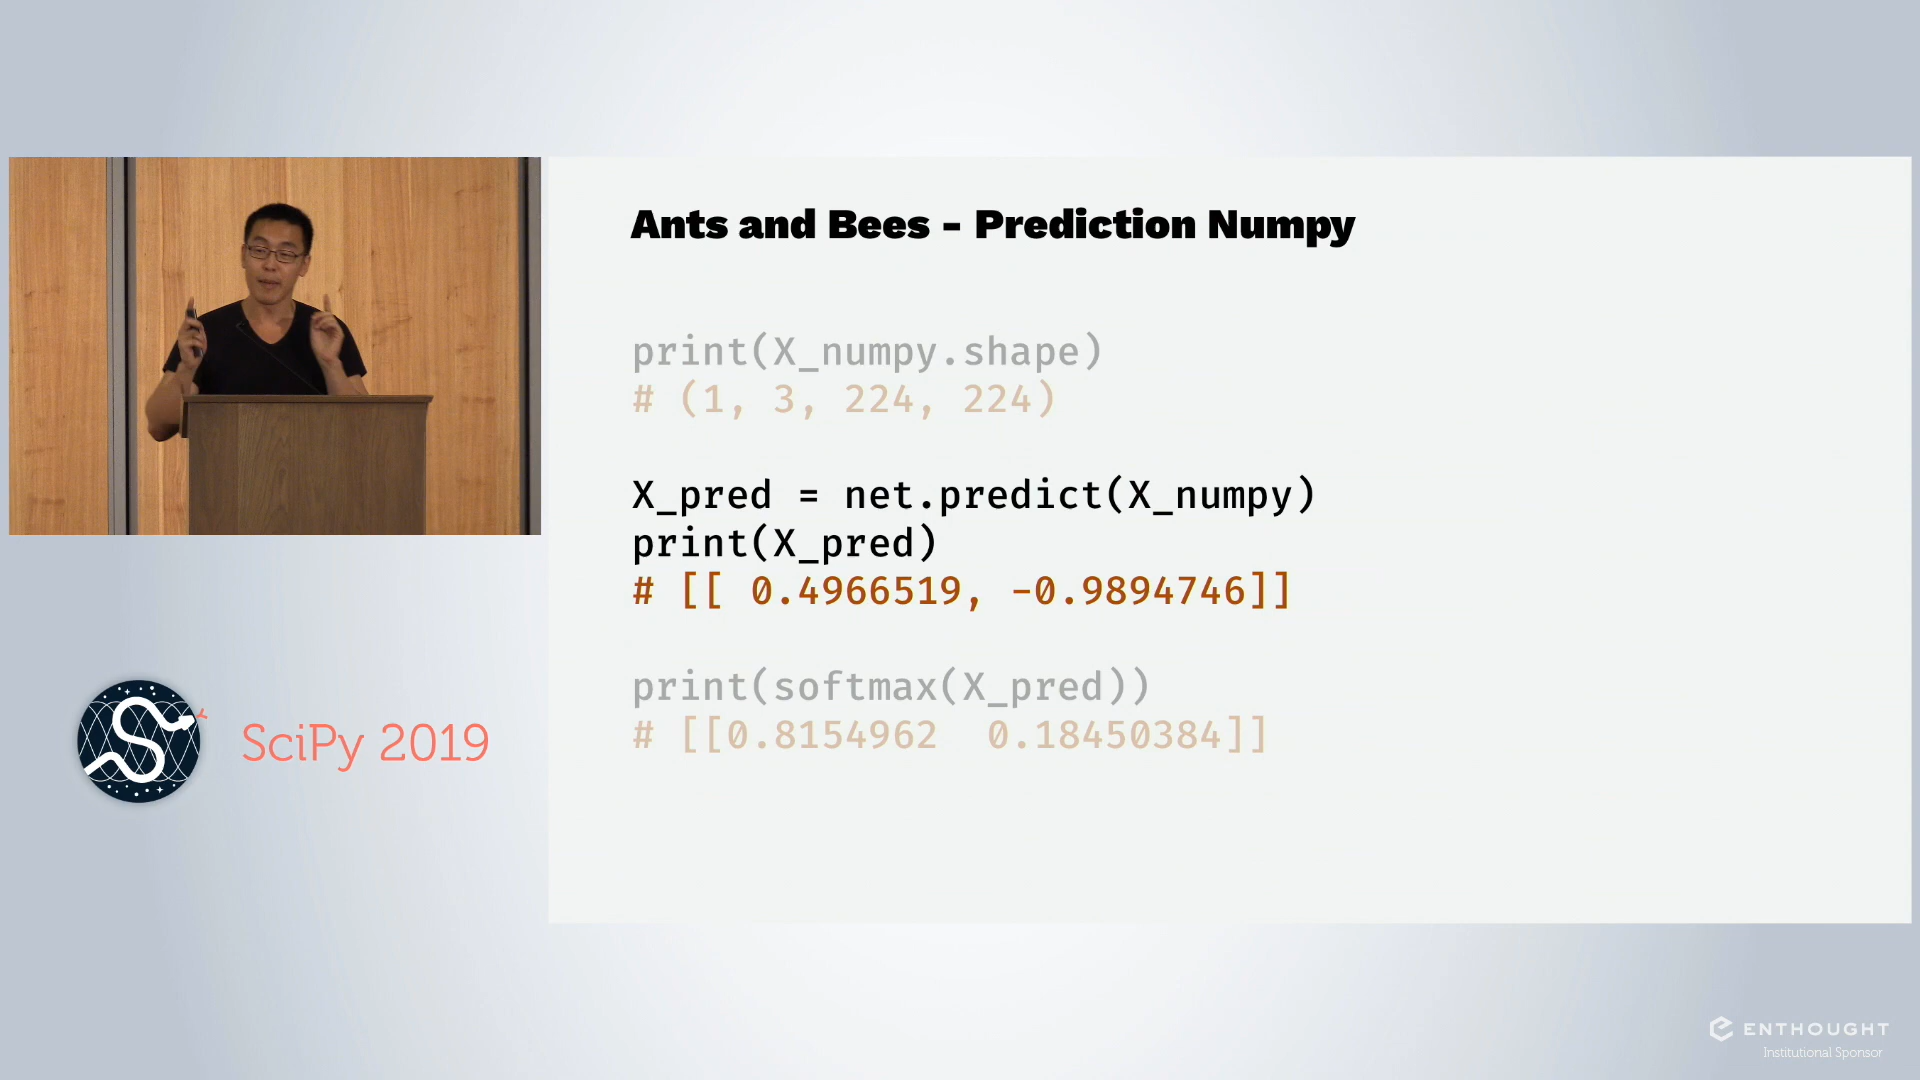 Ants and Bees - Prediction Numpy
print(X_numpy.shape)
# (1, 3, 224, 224)
X_pred = net.predict(X_numpy)
print(X_pred)
# [[ 0.4966519, -0.9894746]]
print(softmax(X_pred))
# [[0.8154962  0.18450384]]
SciPy 2019
ENTHOUGHT
Institutional Sponsor